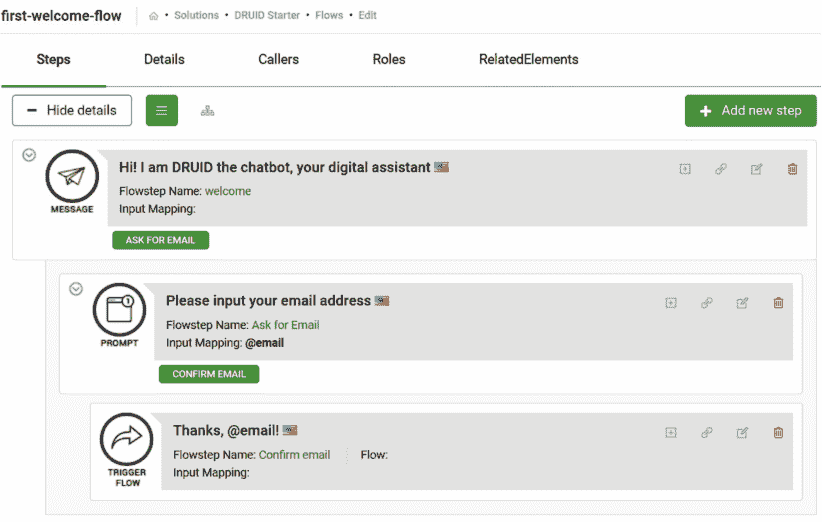 first-welcome-flow
Solutions • DRUID Starter • Flows • Edit
Steps
Details
Callers
Roles
RelatedElements
Hide details
Add new step
Hi! I am DRUID the chatbot, your digital assistant
Flowstep Name: welcome
Input Mapping:
MESSAGE
ASK FOR EMAIL
Please input your email address
Flowstep Name: Ask for Email
Input Mapping: @email
PROMPT
CONFIRM EMAIL
Thanks, @email!
Flowstep Name: Confirm email
Flow:
Input Mapping:
TRIGGER
FLOW